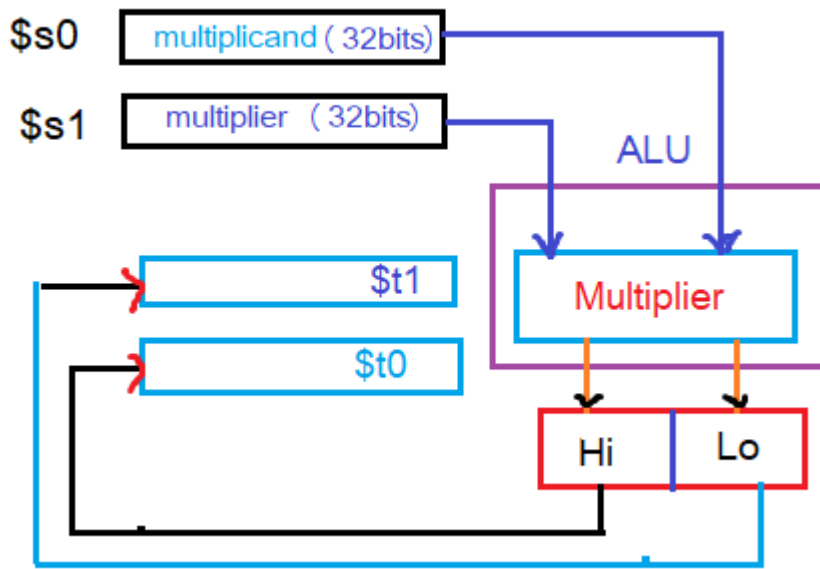 $s0 multiplicand ( 32bits)
$s1 multiplier ( 32bits)
ALU
$t1
Multiplier
$t0
Hi Lo